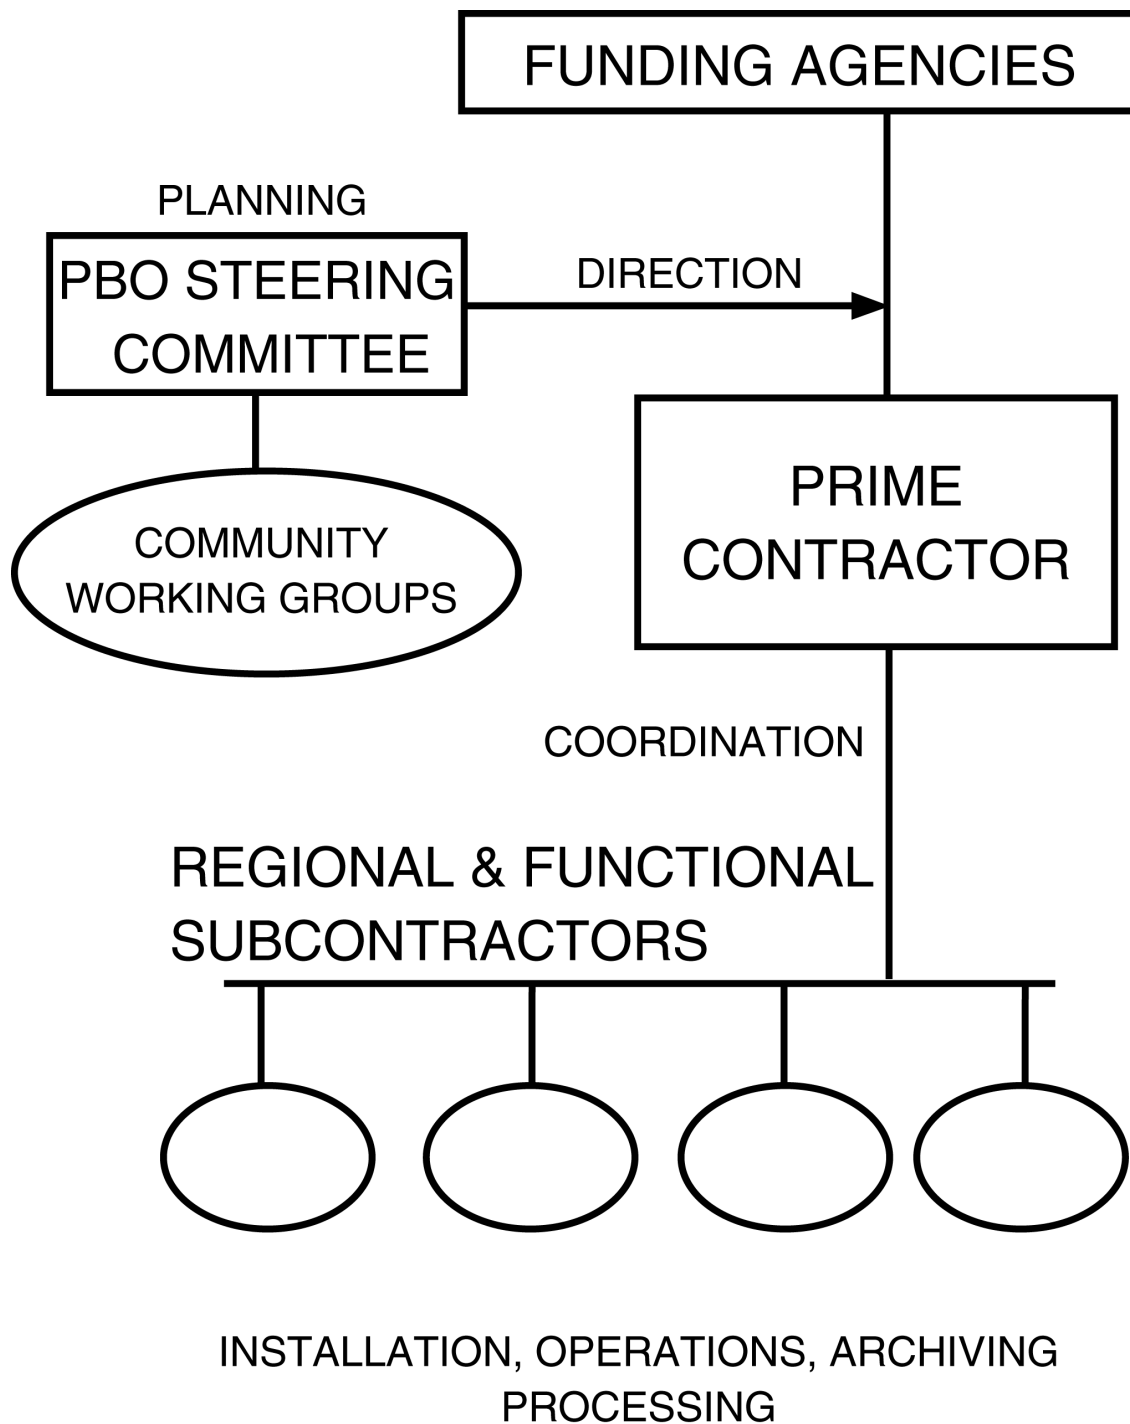 FUNDING AGENCIES
PLANNING
PBO STEERING
COMMITTEE
DIRECTION
COMMUNITY
WORKING GROUPS
PRIME
CONTRACTOR
COORDINATION
REGIONAL & FUNCTIONAL
SUBCONTRACTORS
INSTALLATION, OPERATIONS, ARCHIVING
PROCESSING